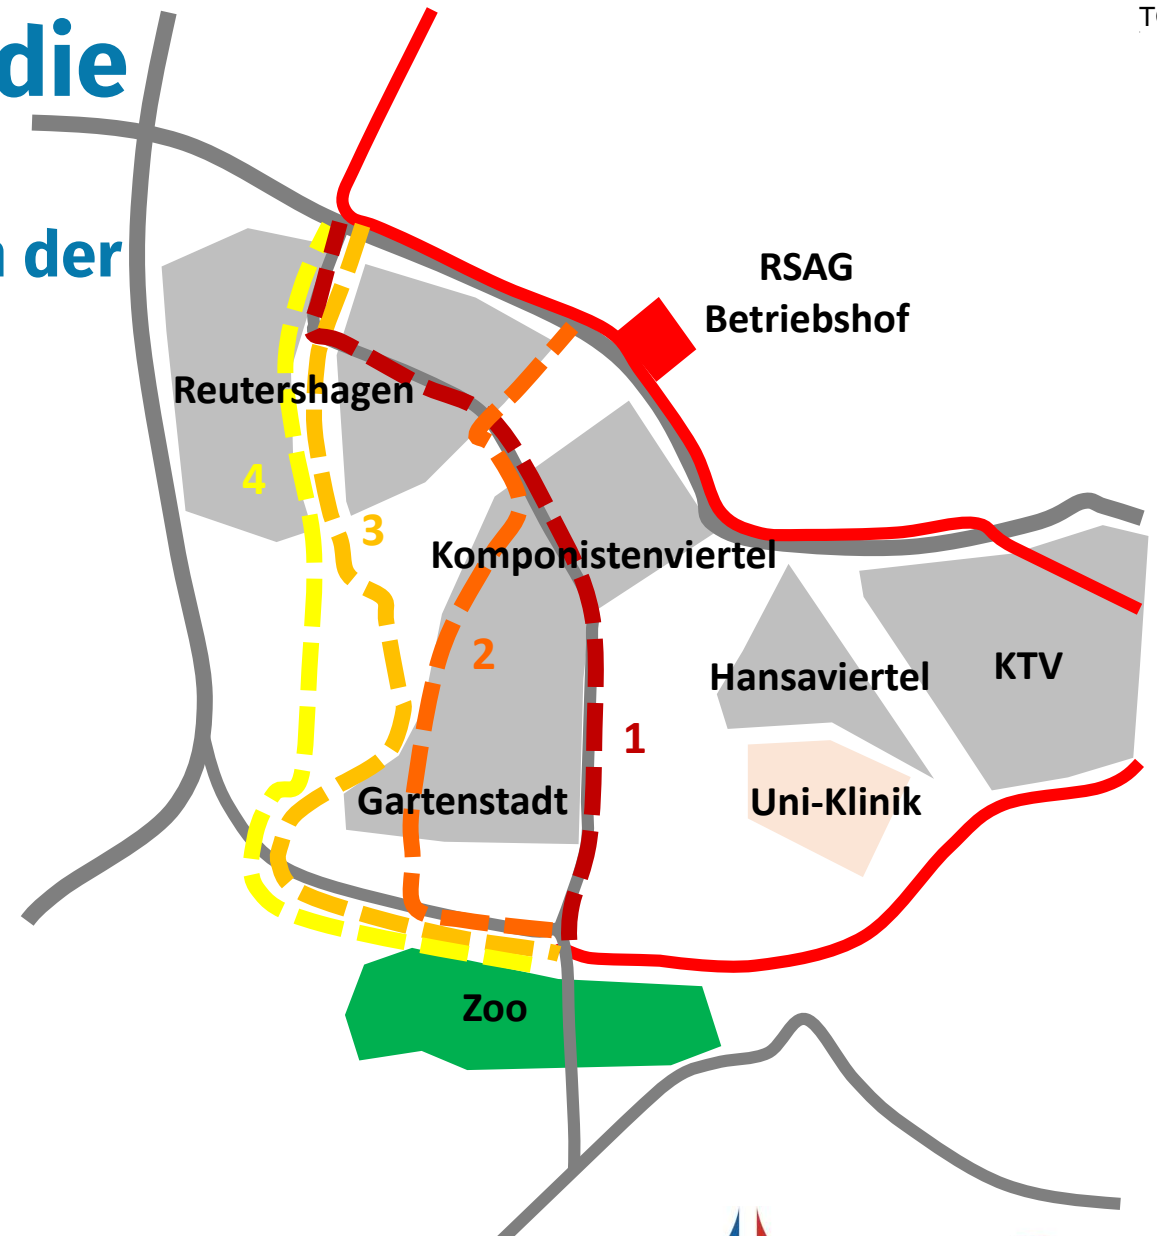 die
der
RSAG
Betriebshof
Reutershagen
4
3
Komponistenviertel
2
Hansaviertel
KTV
1
Gartenstadt
Uni-Klinik
Zoo